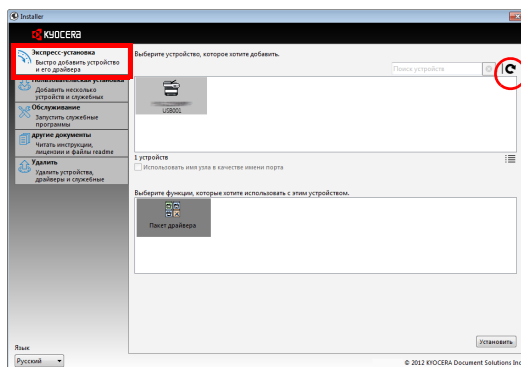 Installer
KYOCERA
Экспресс-установка
Быстро добавить устройство
и его драйвера
Пользовательская установка
Добавить несколько
устройств и служебных
Обслуживание
Запустить служебные
программы
другие документы
Читать инструкции,
лицензии и файлы readme
Удалить
Удалить устройства,
драйверы и служебные
Язык
Русский
Выберите устройство, которое хотите добавить.
Поиск устройств
USB001
1 устройств
Использовать имя узла в качестве имени порта
Выберите функции, которые хотите использовать с этим устройством.
Пакет драйвера
Установить
© 2012 KYOCERA Document Solutions Inc